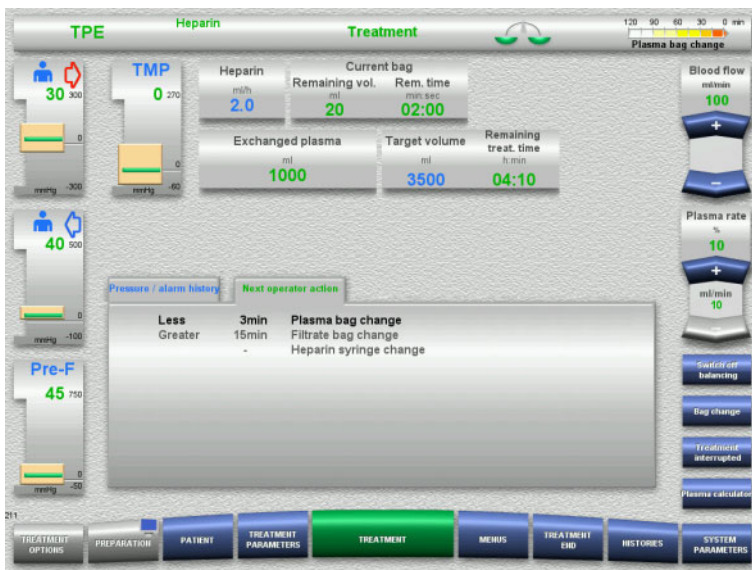 TPE
Heparin
Treatment
120 90 60 30 0 min
Plasma bag change
30 300
0
mmHg -300
TMP
0 270
0
mmHg -60
Heparin
ml/h
2.0
Current bag
Remaining vol. Rem. time
ml min:sec
20 02:00
Exchanged plasma
ml
1000
Target volume
ml
3500
Remaining
treat. time
h:min
04:10
Blood flow
ml/min
100
+
-
40 500
0
mmHg -100
Plasma rate
%
10
+
ml/min
10
-
Pressure / alarm history
Next operator action
Less 3min Plasma bag change
Greater 15min Filtrate bag change
- Heparin syringe change
Pre-F
45 750
0
mmHg -50
Switch off
balancing
Bag change
Treatment
interrupted
Plasma calculator
211
TREATMENT
OPTIONS
PREPARATION
PATIENT
TREATMENT
PARAMETERS
TREATMENT
MENUS
TREATMENT
END
HISTORIES
SYSTEM
PARAMETERS